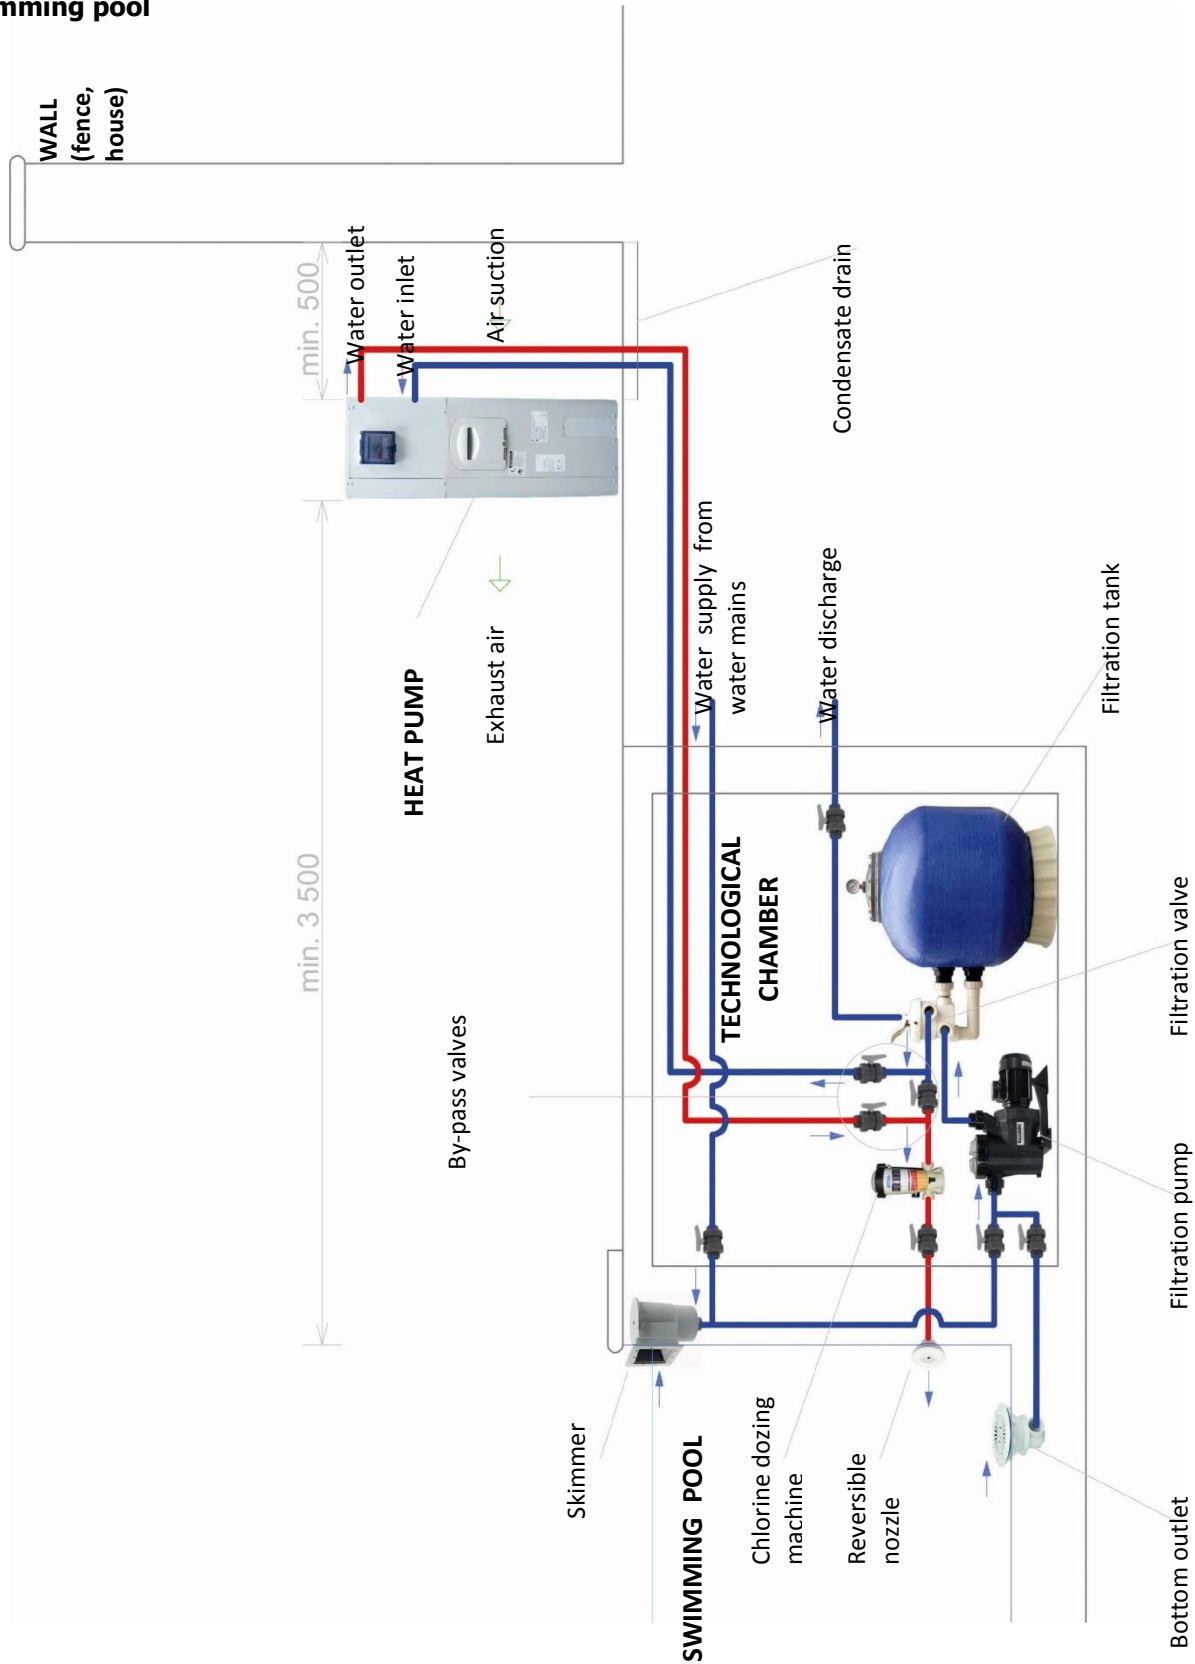 mming pool
WALL
(fence,
house)
min. 500
Water outlet
Water inlet
Air suction
Condensate drain
min. 3 500
HEAT PUMP
Exhaust air
Water supply from
water mains
Water discharge
Filtration tank
TECHNOLOGICAL
CHAMBER
By-pass valves
Filtration valve
Filtration pump
Skimmer
SWIMMING POOL
Chlorine dozing
machine
Reversible
nozzle
Bottom outlet